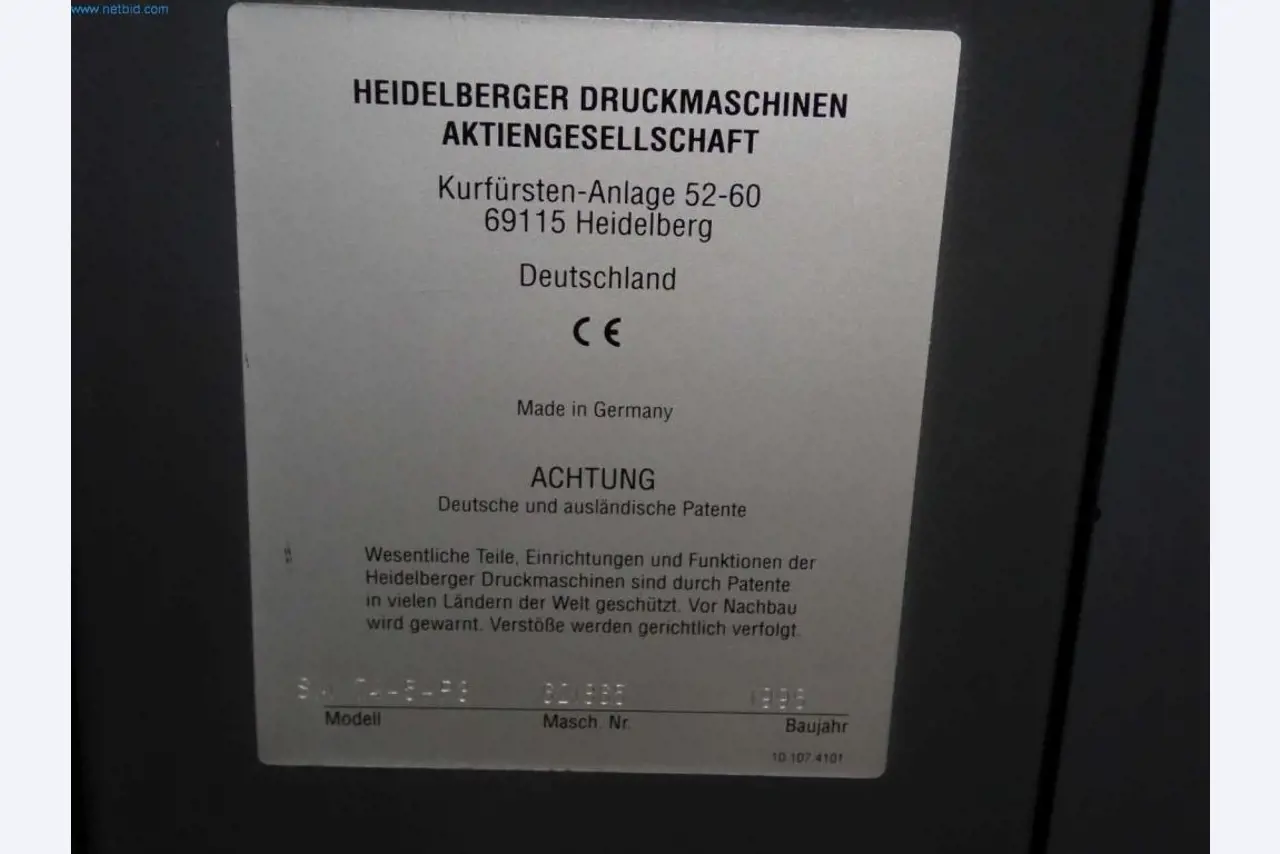 www.netbid.com
HEIDELBERGER DRUCKMASCHINEN
AKTIENGESELLSCHAFT
Kurfürsten-Anlage 52-60
69115 Heidelberg
Deutschland
CE
Made in Germany
ACHTUNG
Deutsche und ausländische Patente
Wesentliche Teile, Einrichtungen und Funktionen der
Heidelberger Druckmaschinen sind durch Patente
in vielen Ländern der Welt geschützt. Vor Nachbau
wird gewarnt. Verstöße werden gerichtlich verfolgt.
Modell Masch. Nr. Baujahr
10.107.4101